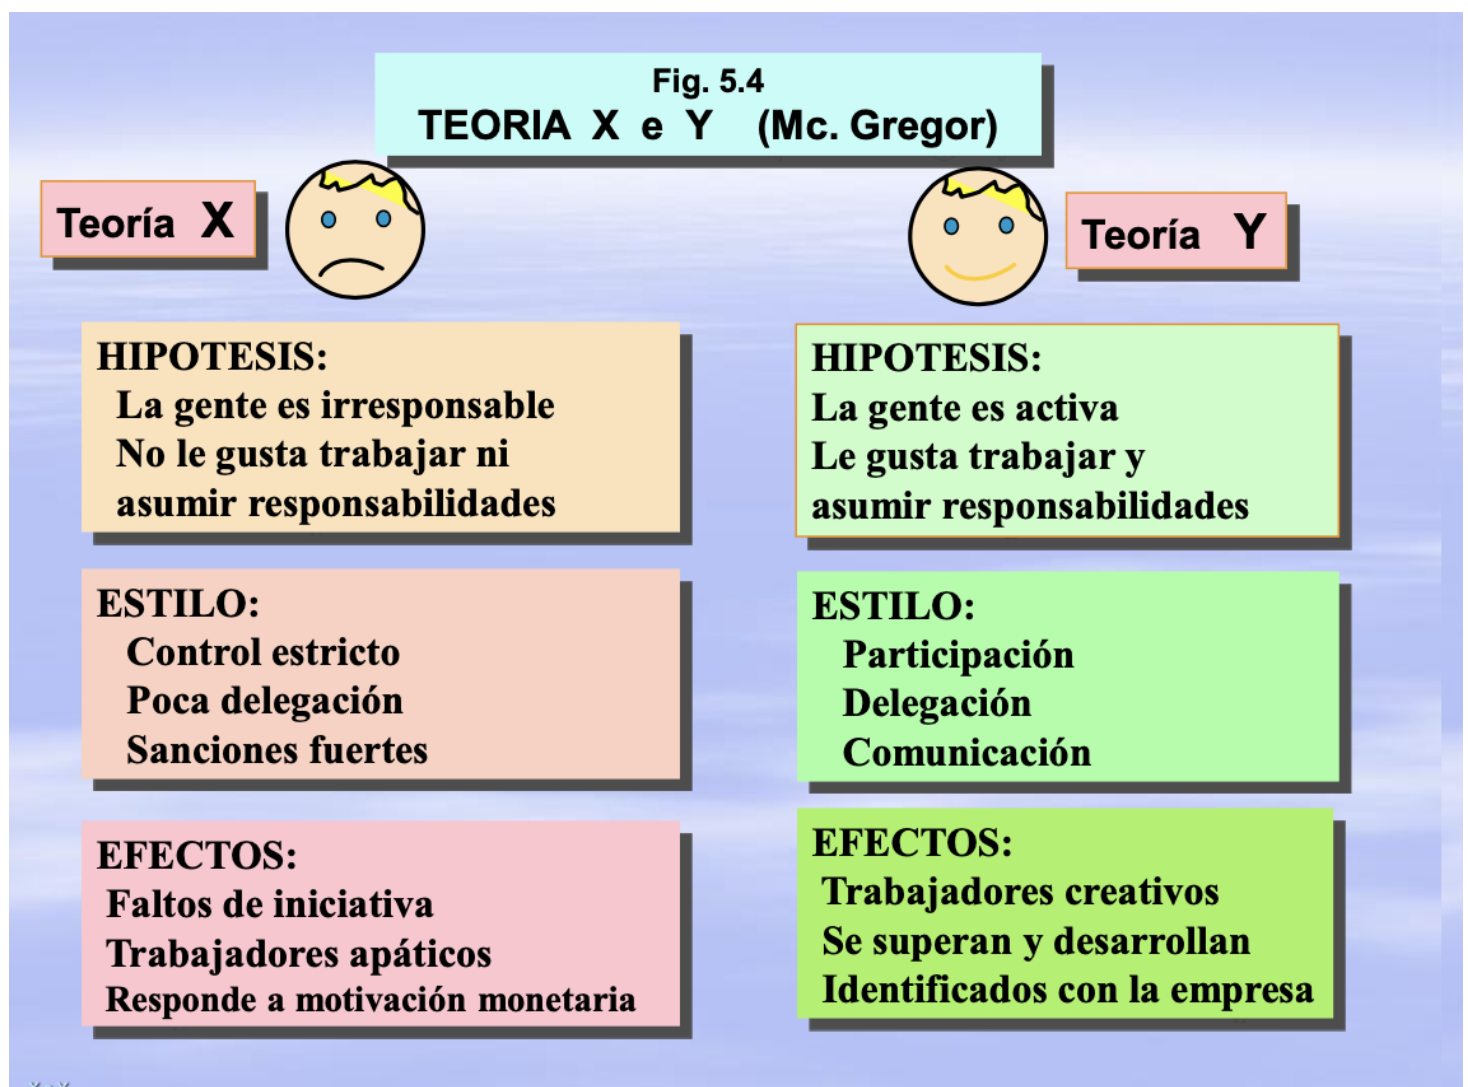 Fig. 5.4
TEORIA X e Y (Mc. Gregor)
Teoría X
HIPOTESIS:
La gente es irresponsable
No le gusta trabajar ni
asumir responsabilidades
ESTILO:
Control estricto
Poca delegación
Sanciones fuertes
EFECTOS:
Faltos de iniciativa
Trabajadores apáticos
Responde a motivación monetaria
Teoría Y
HIPOTESIS:
La gente es activa
Le gusta trabajar y
asumir responsabilidades
ESTILO:
Participación
Delegación
Comunicación
EFECTOS:
Trabajadores creativos
Se superan y desarrollan
Identificados con la empresa